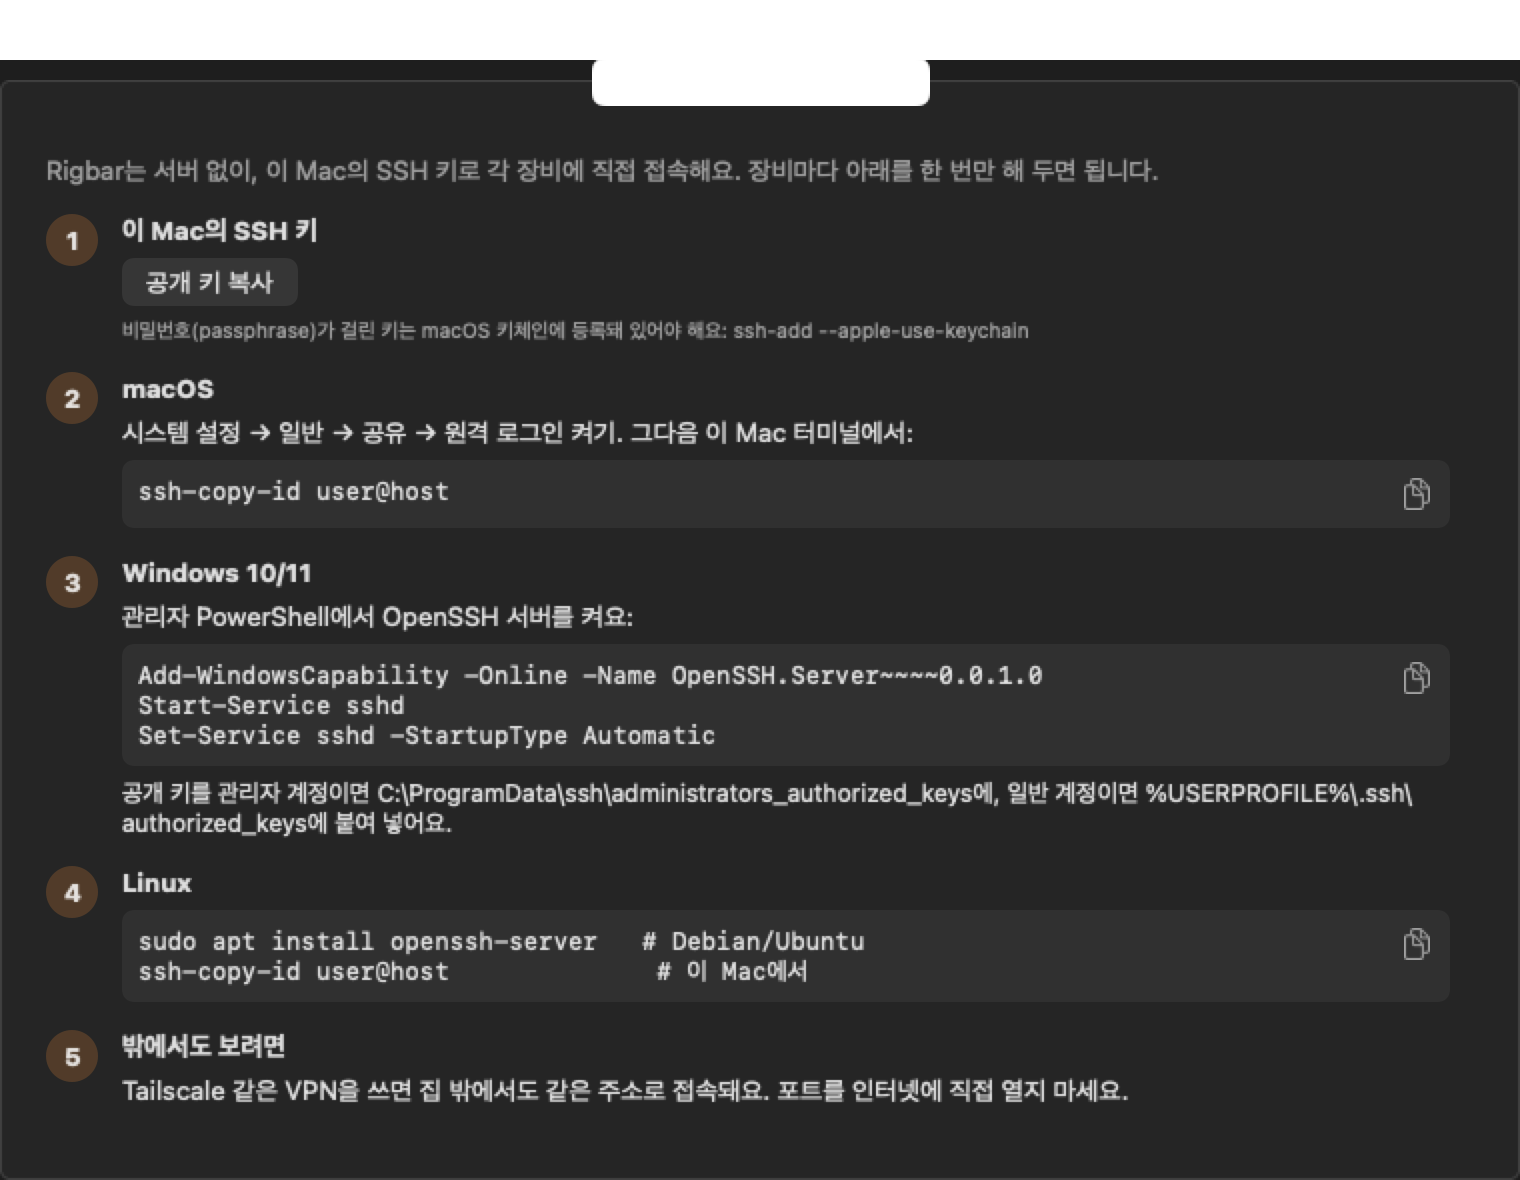 Rigbar는 서버 없이, 이 Mac의 SSH 키로 각 장비에 직접 접속해요. 장비마다 아래를 한 번만 해 두면 됩니다.
1
이 Mac의 SSH 키
공개 키 복사
비밀번호(passphrase)가 걸린 키는 macOS 키체인에 등록돼 있어야 해요: ssh-add --apple-use-keychain
2
macOS
시스템 설정 → 일반 → 공유 → 원격 로그인 켜기. 그다음 이 Mac 터미널에서:
ssh-copy-id user@host
3
Windows 10/11
관리자 PowerShell에서 OpenSSH 서버를 켜요:
Add-WindowsCapability -Online -Name OpenSSH.Server~~~~0.0.1.0
Start-Service sshd
Set-Service sshd -StartupType Automatic
공개 키를 관리자 계정이면 C:\ProgramData\ssh\administrators_authorized_keys에, 일반 계정이면 %USERPROFILE%\.ssh\
authorized_keys에 붙여 넣어요.
4
Linux
sudo apt install openssh-server   # Debian/Ubuntu
ssh-copy-id user@host              # 이 Mac에서
5
밖에서도 보려면
Tailscale 같은 VPN을 쓰면 집 밖에서도 같은 주소로 접속돼요. 포트를 인터넷에 직접 열지 마세요.